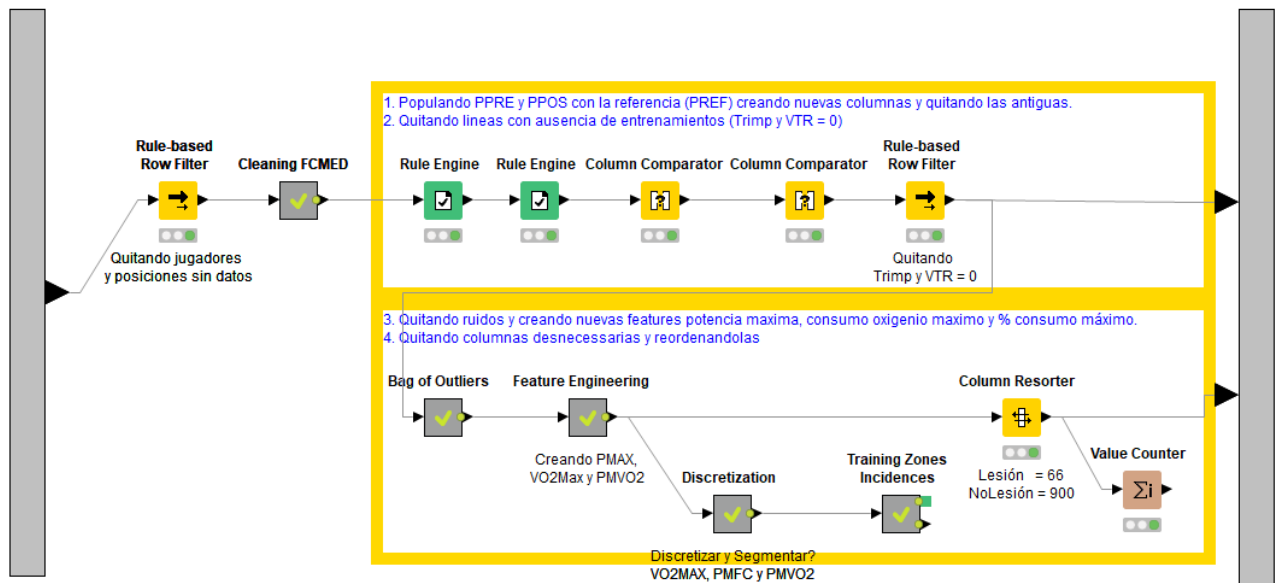 1. Populando PPRE y PPOS con la referencia (PREF) creando nuevas columnas y quitando las antiguas.
2. Quitando lineas con ausencia de entrenamientos (Trimp y VTR = 0)
Rule-based
Row Filter
Cleaning FCMED
Rule Engine
Rule Engine
Column Comparator
Column Comparator
Rule-based
Row Filter
Quitando jugadores
y posiciones sin datos
Quitando
Trimp y VTR = 0
3. Quitando ruidos y creando nuevas features potencia maxima, consumo oxigenio maximo y % consumo máximo.
4. Quitando columnas desnecessarias y reordenandolas
Bag of Outliers
Feature Engineering
Column Resorter
Creando PMAX,
VO2Max y PMVO2
Discretization
Training Zones
Incidences
Lesión = 66
NoLesión = 900
Value Counter
Σi
Discretizar y Segmentar?
VO2MAX, PMFC y PMVO2